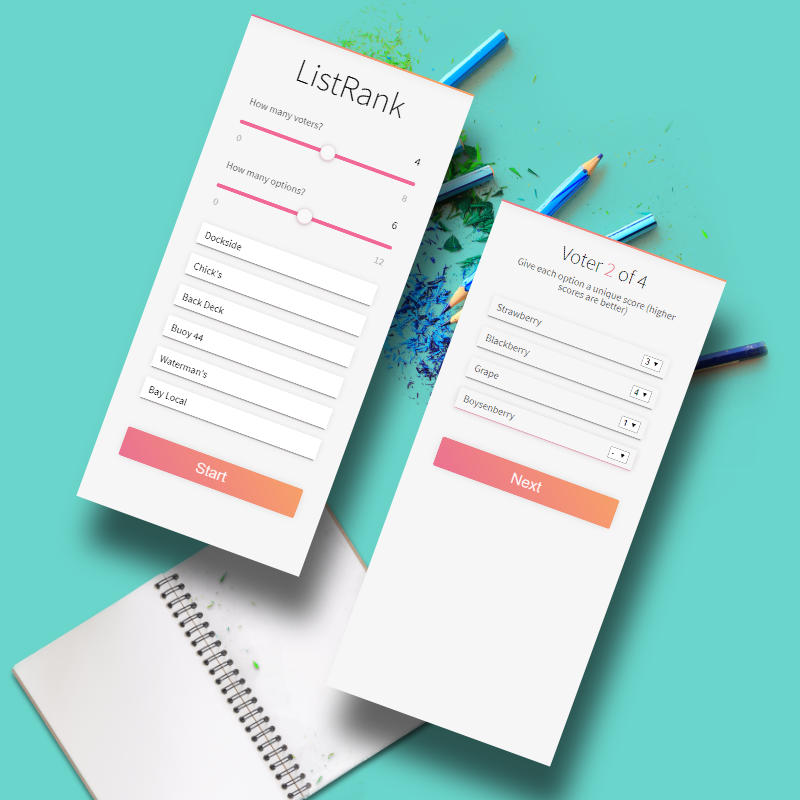 ListRank
How many voters?
4
0
8
How many options?
6
0
12
Dockside
Chick's
Back Deck
Buoy 44
Waterman's
Bay Local
Start
Voter 2 of 4
Give each option a unique score (higher
scores are better)
Strawberry
3
Blackberry
4
Grape
1
Boysenberry
-
Next